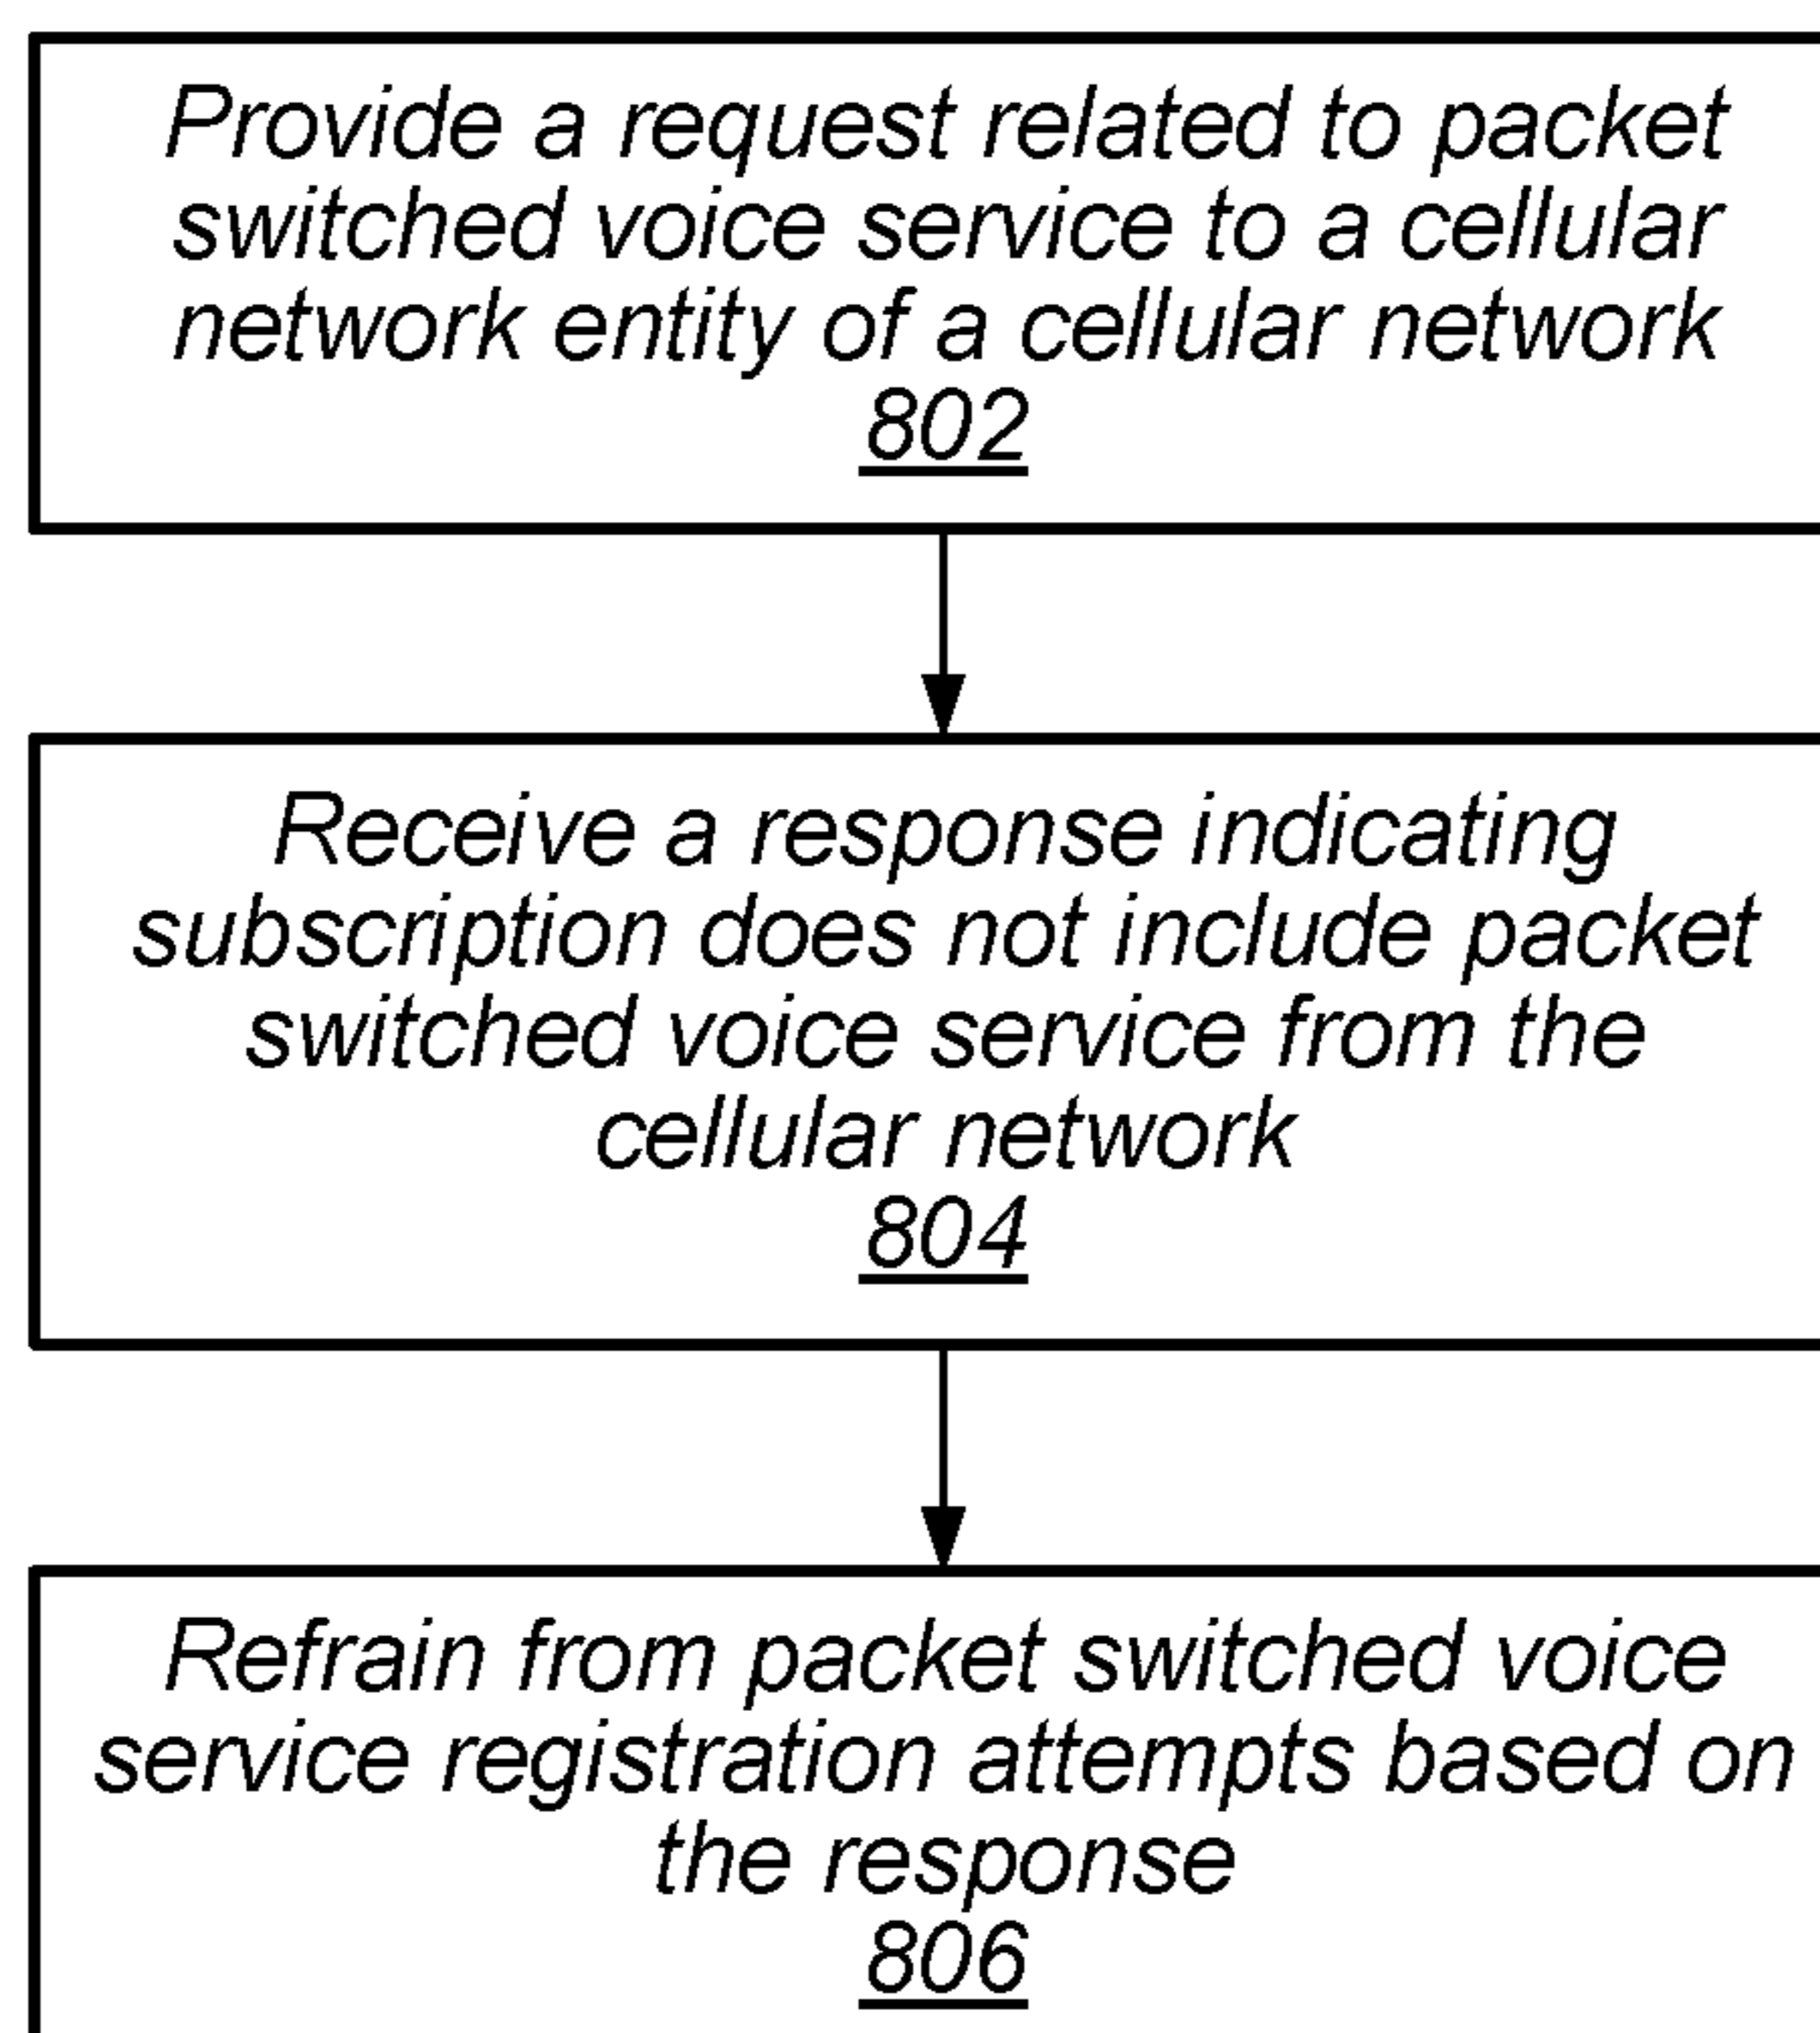 Provide a request related to packet
switched voice service to a cellular
network entity of a cellular network
802
Receive a response indicating
subscription does not include packet
switched voice service from the
cellular network
804
Refrain from packet switched voice
service registration attempts based on
the response
806